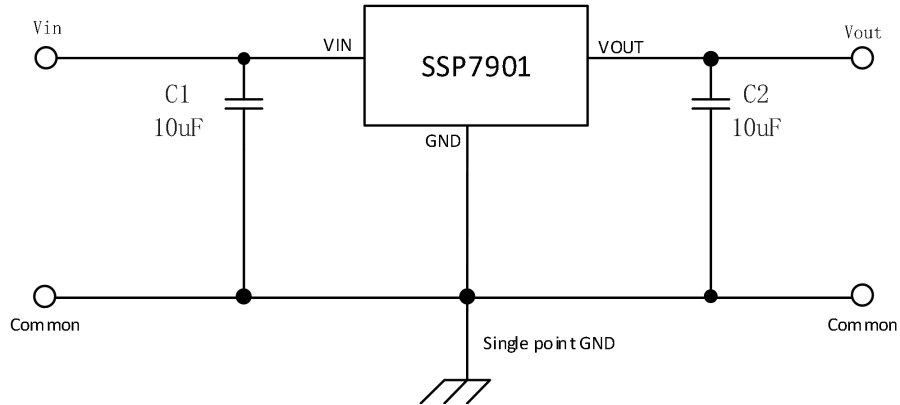 Vin
VIN
SSP7901
VOUT
Vout
C1
10uF
C2
10uF
GND
Common
Common
Single point GND